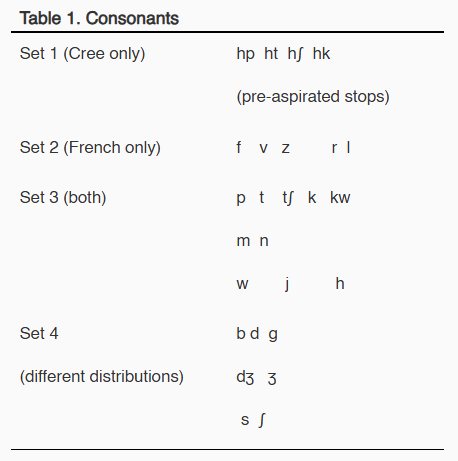 Table 1. Consonants
Set 1 (Cree only) hp ht hʃ hk
(pre-aspirated stops)
Set 2 (French only) f v z r l
Set 3 (both) p t tʃ k kw
m n
w j h
Set 4 b d g
(different distributions) dʒ ʒ
s ʃ